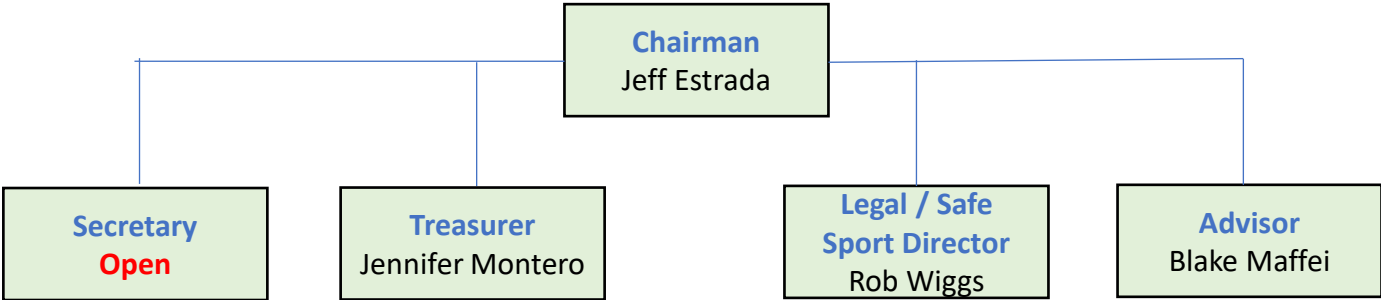 Chairman
Jeff Estrada
Secretary
Open
Treasurer
Jennifer Montero
Legal / Safe
Sport Director
Rob Wiggs
Advisor
Blake Maffei